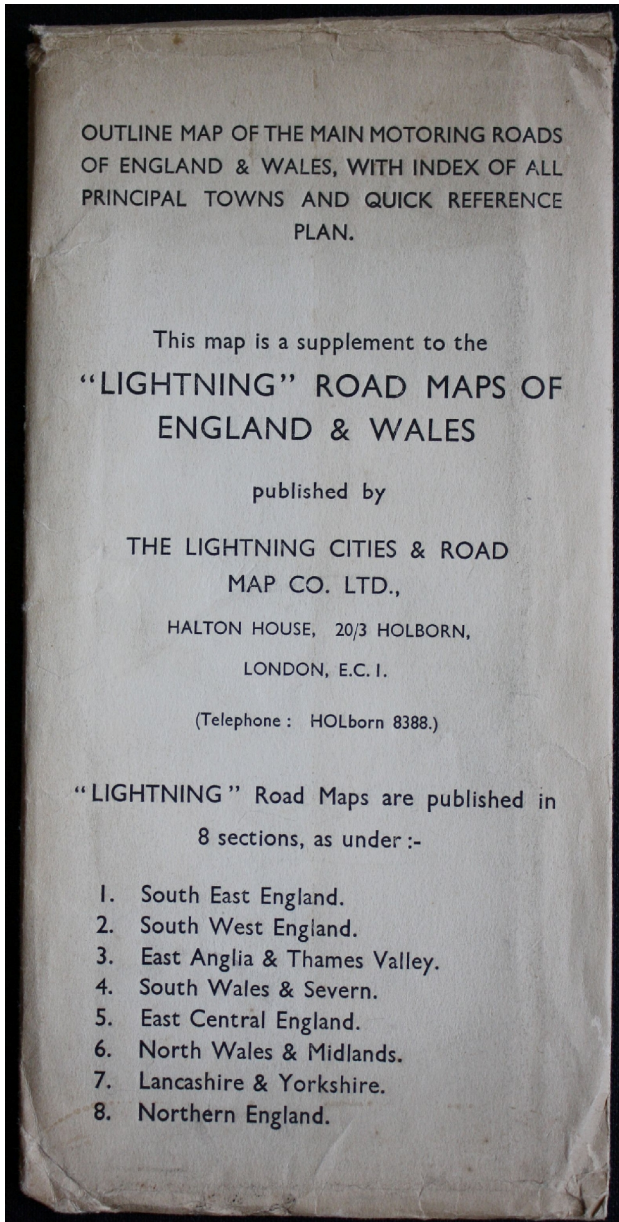 OUTLINE MAP OF THE MAIN MOTORING ROADS
OF ENGLAND & WALES, WITH INDEX OF ALL
PRINCIPAL TOWNS AND QUICK REFERENCE
PLAN.
This map is a supplement to the
“LIGHTNING” ROAD MAPS OF
ENGLAND & WALES
published by
THE LIGHTNING CITIES & ROAD
MAP CO. LTD.,
HALTON HOUSE, 20/3 HOLBORN,
LONDON, E.C.1.
(Telephone : HOLborn 8388.)
“LIGHTNING” Road Maps are published in
8 sections, as under :-
1. South East England.
2. South West England.
3. East Anglia & Thames Valley.
4. South Wales & Severn.
5. East Central England.
6. North Wales & Midlands.
7. Lancashire & Yorkshire.
8. Northern England.